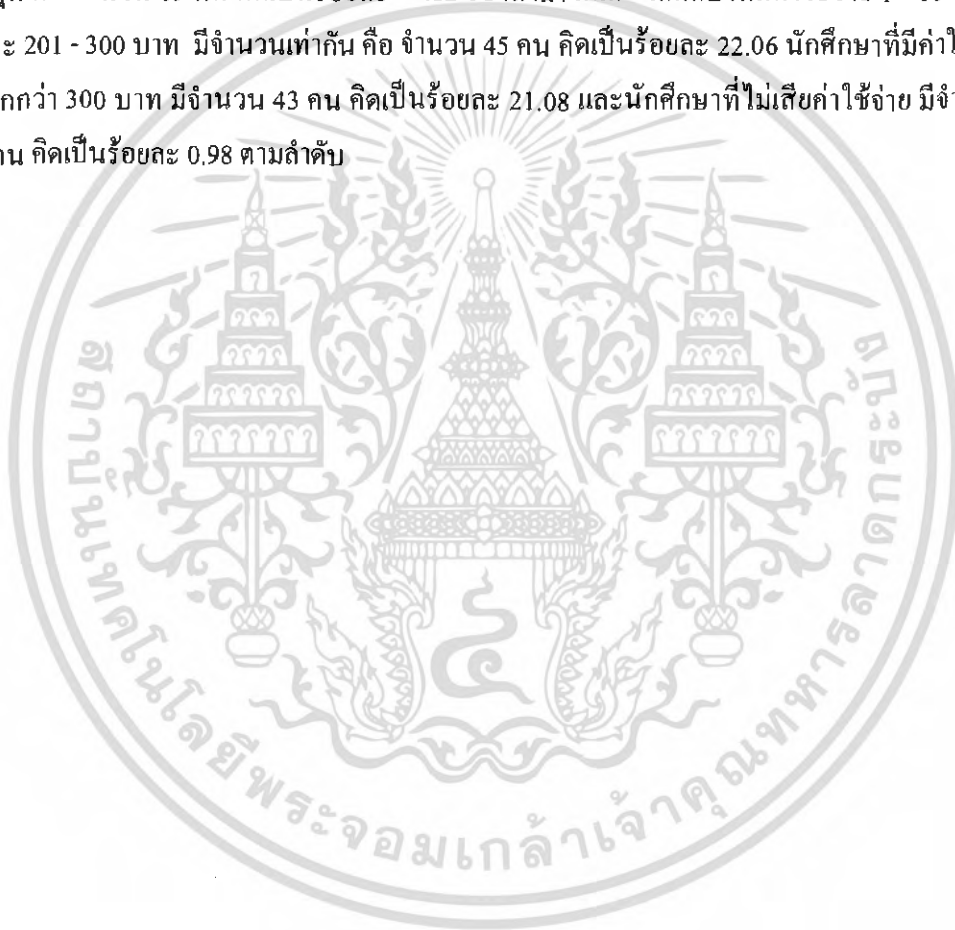 ะ 201 - 300 บาท มีจำนวนเท่ากัน คือ จำนวน 45 คน คิดเป็นร้อยละ 22.06 นักศึกษาที่มีค่าใ
กกว่า 300 บาท มีจำนวน 43 คน คิดเป็นร้อยละ 21.08 และนักศึกษาที่ไม่เสียค่าใช้จ่าย มีจำ
คิดเป็นร้อยละ 0.98 ตามลำดับ
สถาบันเทคโนโลยีพระจอมเกล้าเจ้าคุณทหารลาดกระบัง